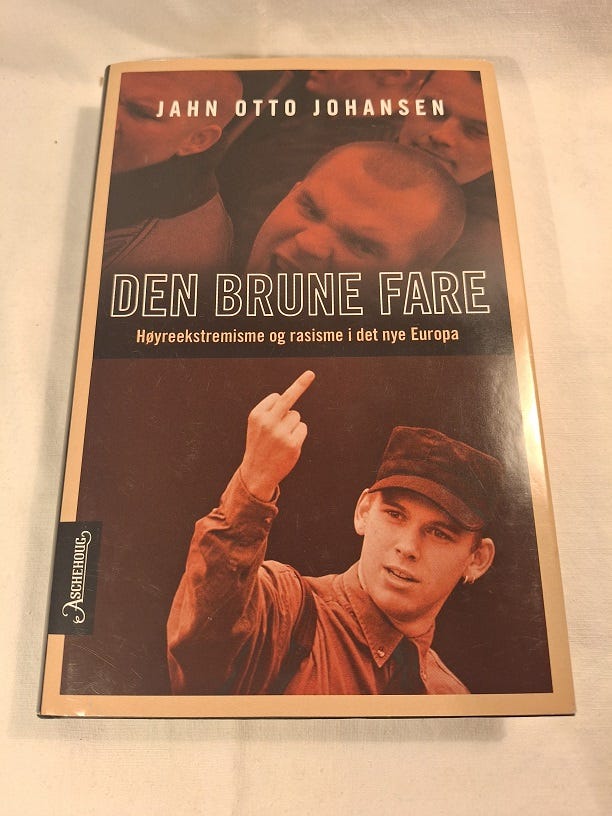 JAHN OTTO JOHANSEN
DEN BRUNE FARE
Høyreekstremisme og rasisme i det nye Europa
ASCHEHOUG